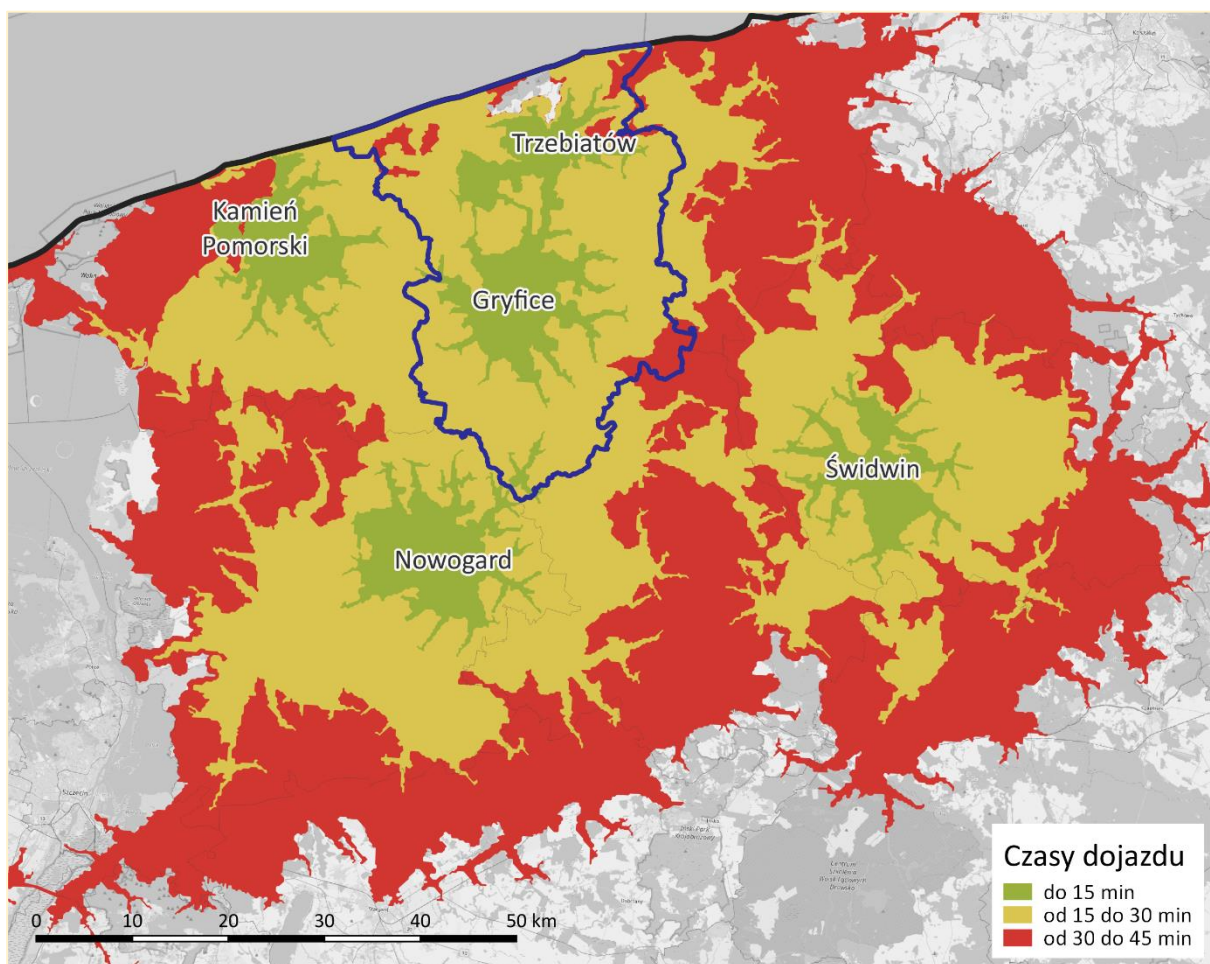 Trzebiatów
Kamień
Pomorski
Gryfice
Świdwin
Nowogard
Czasy dojazdu
do 15 min
od 15 do 30 min
od 30 do 45 min
0 10 20 30 40 50 km